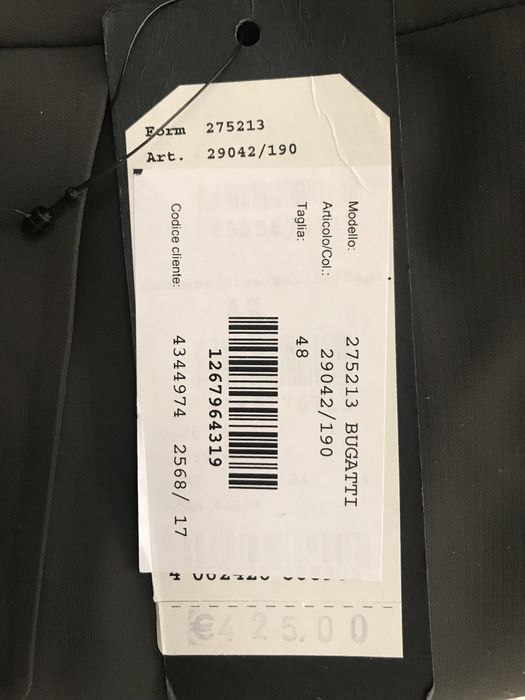 Form 275213
Art. 29042/190
Modello: 275213 BUGATTI
Articolo/Col.: 29042/190
Taglia: 48
1267964319
Codice cliente: 4344974 2568/ 17
€425.00